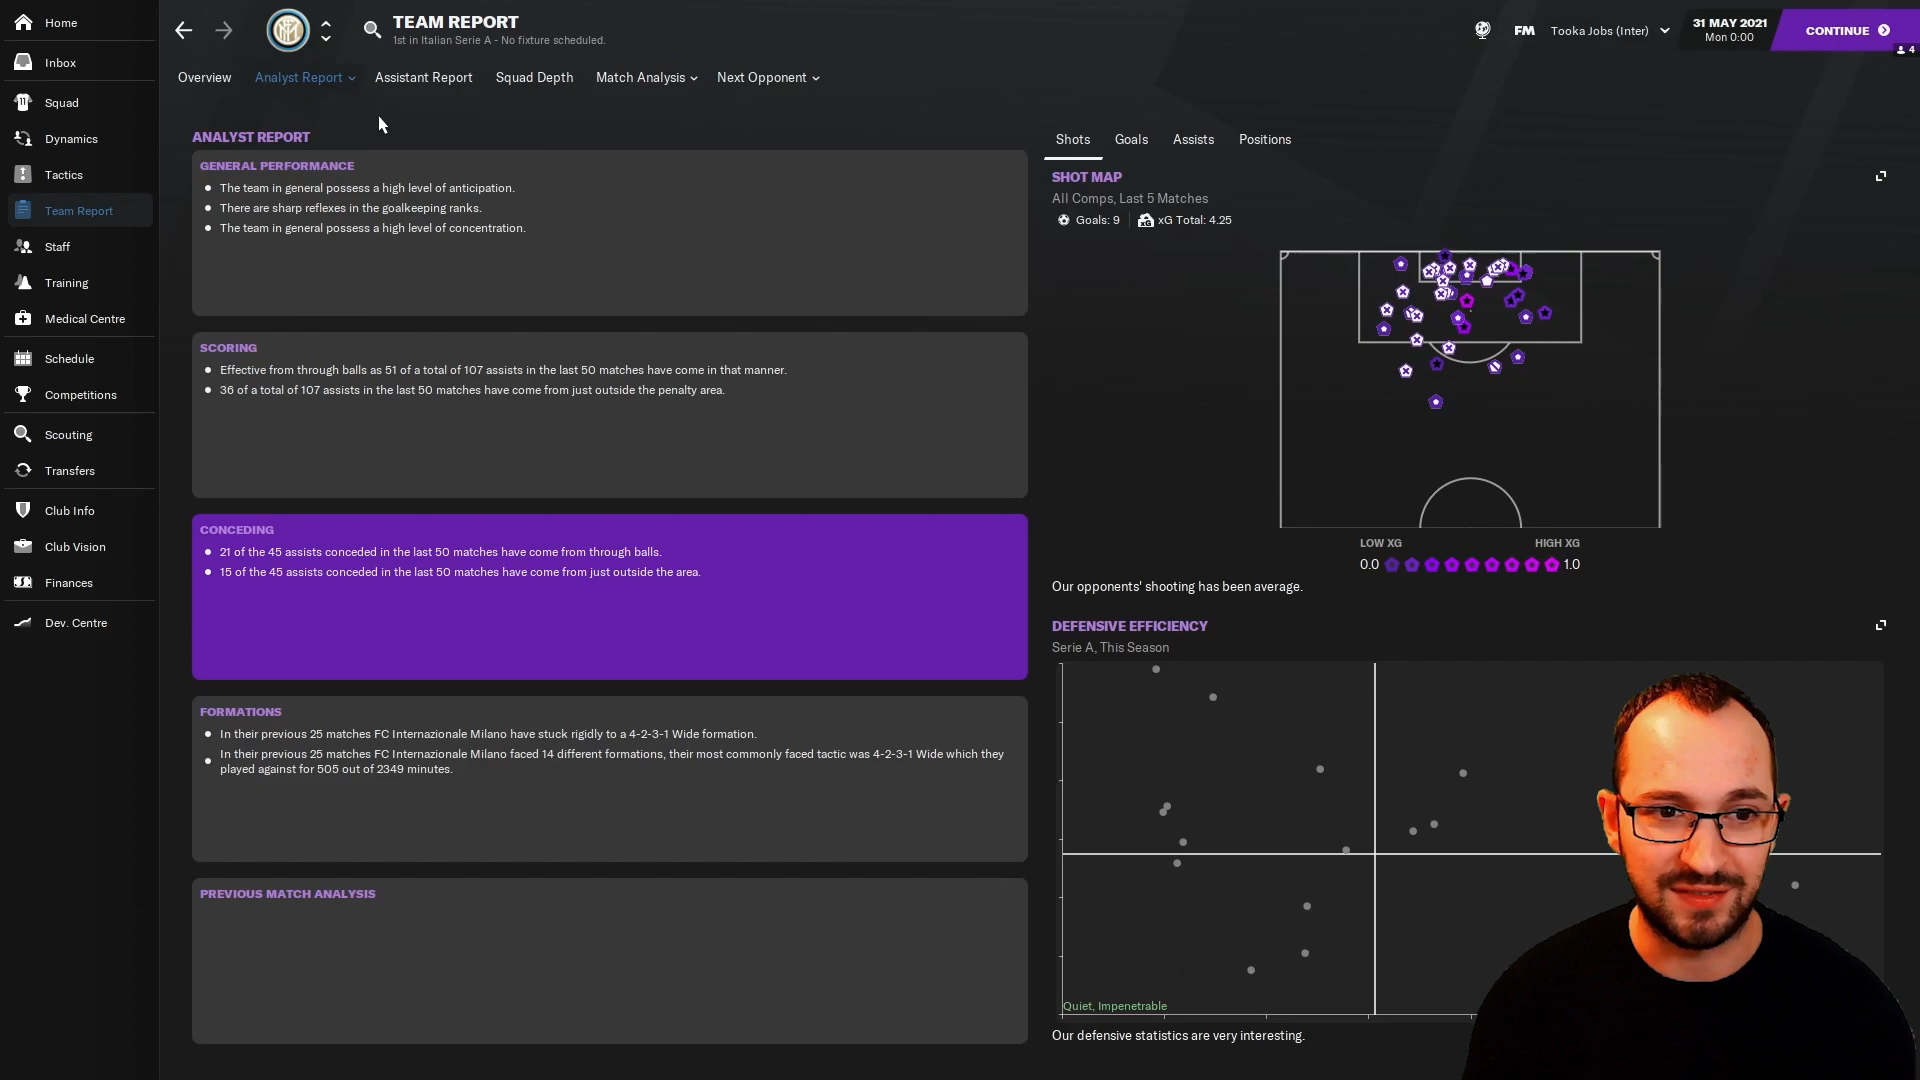 Home
Inbox
Squad
Dynamics
Tactics
Team Report
Staff
Training
Medical Centre
Schedule
Competitions
Scouting
Transfers
Club Info
Club Vision
Finances
Dev. Centre
TEAM REPORT
1st in Italian Serie A - No fixture scheduled.
FM
Tooka Jobs (Inter)
31 MAY 2021
Mon 0:00
CONTINUE
4
Overview
Analyst Report
Assistant Report
Squad Depth
Match Analysis
Next Opponent
ANALYST REPORT
GENERAL PERFORMANCE
The team in general possess a high level of anticipation.
There are sharp reflexes in the goalkeeping ranks.
The team in general possess a high level of concentration.
SCORING
Effective from through balls as 51 of a total of 107 assists in the last 50 matches have come in that manner.
36 of a total of 107 assists in the last 50 matches have come from just outside the penalty area.
CONCEDING
21 of the 45 assists conceded in the last 50 matches have come from through balls.
15 of the 45 assists conceded in the last 50 matches have come from just outside the area.
FORMATIONS
In their previous 25 matches FC Internazionale Milano have stuck rigidly to a 4-2-3-1 Wide formation.
In their previous 25 matches FC Internazionale Milano faced 14 different formations, their most commonly faced tactic was 4-2-3-1 Wide which they
played against for 505 out of 2349 minutes.
PREVIOUS MATCH ANALYSIS
Shots
Goals
Assists
Positions
SHOT MAP
All Comps, Last 5 Matches
Goals: 9
xG Total: 4.25
LOW XG
HIGH XG
0.0
1.0
Our opponents' shooting has been average.
DEFENSIVE EFFICIENCY
Serie A, This Season
Quiet, Impenetrable
Our defensive statistics are very interesting.